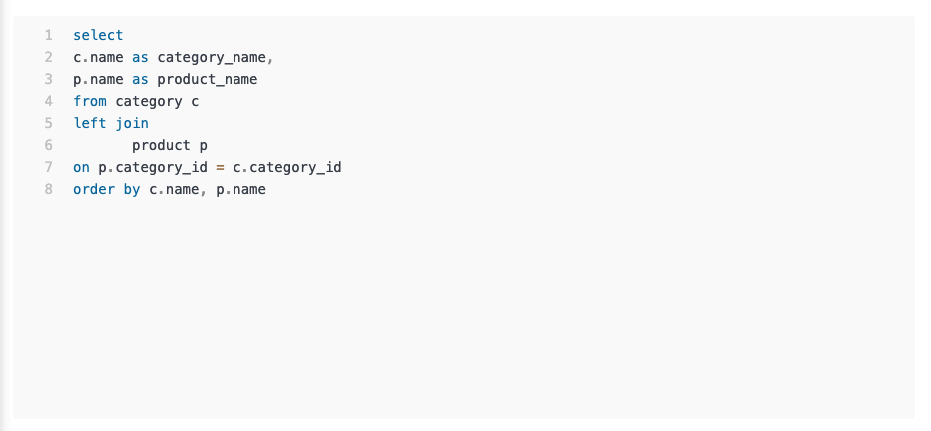 1 select
2 c.name as category_name,
3 p.name as product_name
4 from category c
5 left join
6 product p
7 on p.category_id = c.category_id
8 order by c.name, p.name